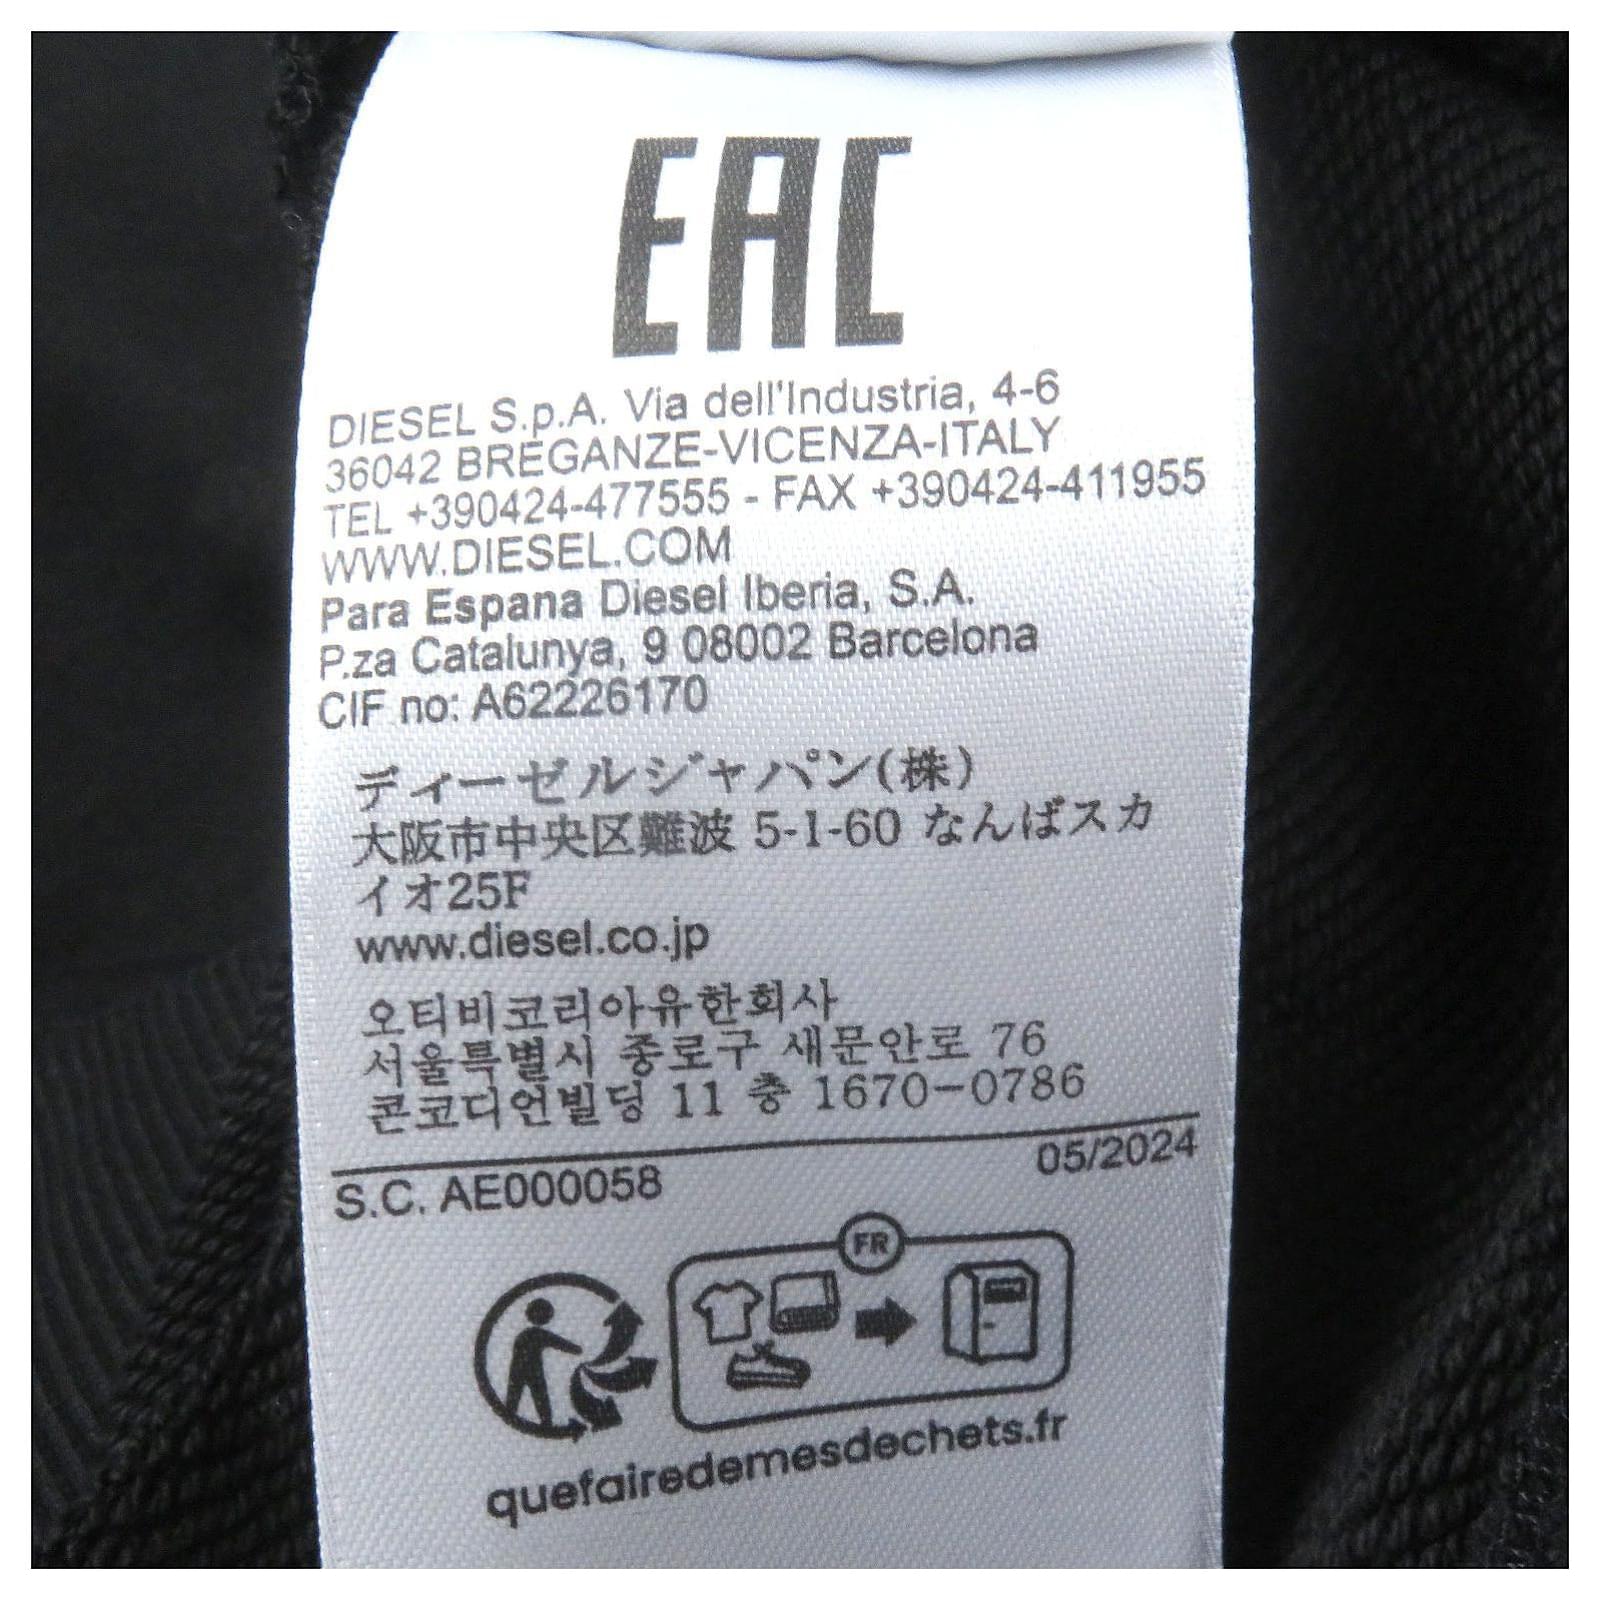 EAC
DIESEL S.p.A. Via dell'Industria, 4-6
36042 BREGANZE-VICENZA-ITALY
TEL +390424-477555 - FAX +390424-411955
WWW.DIESEL.COM
Para Espana Diesel Iberia, S.A.
P.za Catalunya, 9 08002 Barcelona
CIF no: A62226170
ディーゼルジャパン(株)
大阪市中央区難波 5-1-60 なんばスカ
イオ25F
www.diesel.co.jp
오티비코리아유한회사
서울특별시 종로구 새문안로 76
콘코디언빌딩 11 층 1670-0786
05/2024
S.C. AE000058
FR
quefairedemesdechets.fr